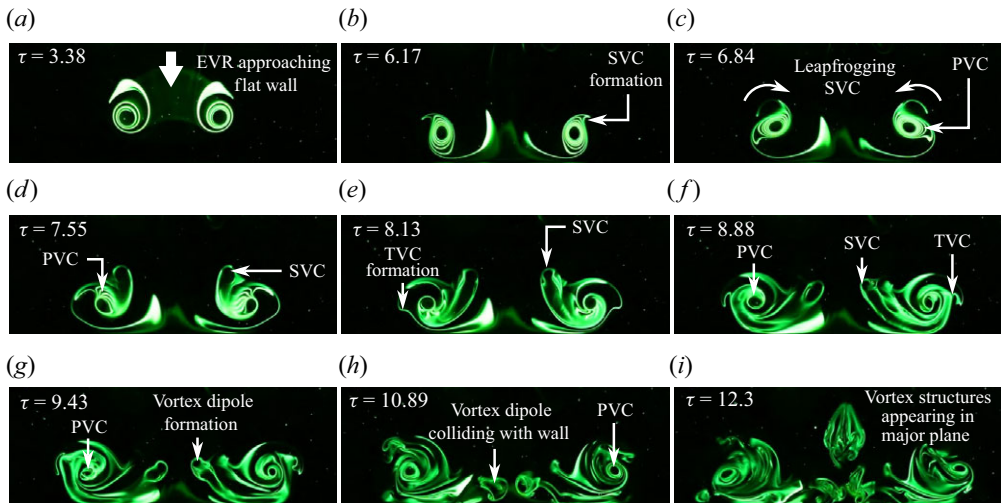 (a)
(b)
(c)
τ = 3.38
EVR approaching
flat wall
τ = 6.17
SVC
formation
τ = 6.84
Leapfrogging
SVC
PVC
(d)
(e)
(f)
τ = 7.55
PVC
SVC
τ = 8.13
TVC
formation
SVC
τ = 8.88
PVC
SVC
TVC
(g)
(h)
(i)
τ = 9.43
PVC
Vortex dipole
formation
τ = 10.89
Vortex dipole
colliding with wall
PVC
τ = 12.3
Vortex structures
appearing in
major plane